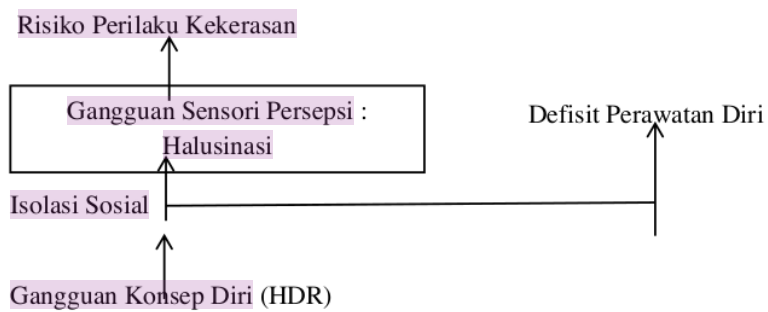 Risiko Perilaku Kekerasan
Gangguan Sensori Persepsi :
Halusinasi
Defisit Perawatan Diri
Isolasi Sosial
Gangguan Konsep Diri (HDR)